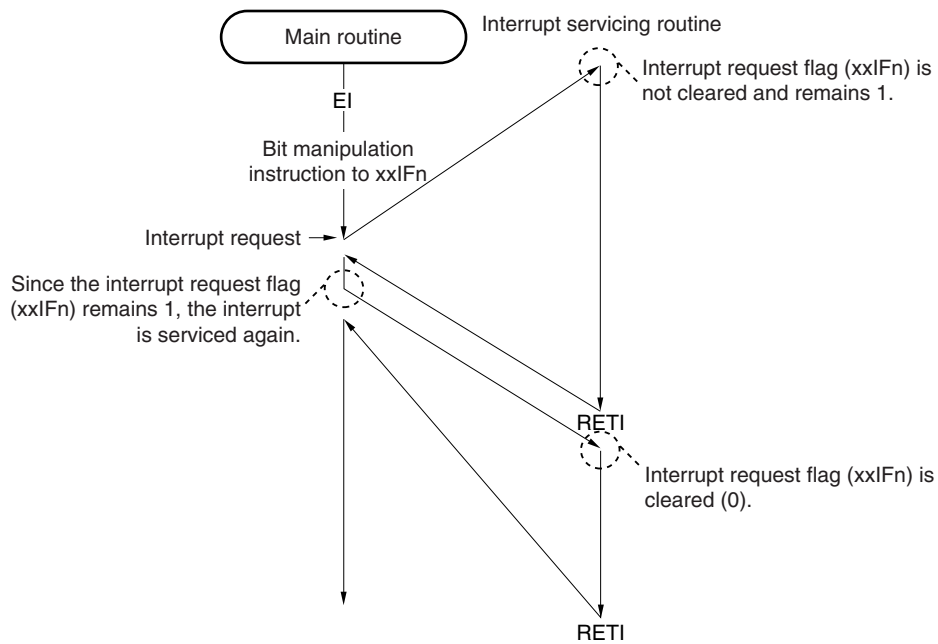 Main routine
Interrupt servicing routine
Interrupt request flag (xxIFn) is
not cleared and remains 1.
EI
Bit manipulation
instruction to xxIFn
Interrupt request
Since the interrupt request flag
(xxIFn) remains 1, the interrupt
is serviced again.
RETI
Interrupt request flag (xxIFn) is
cleared (0).
RETI